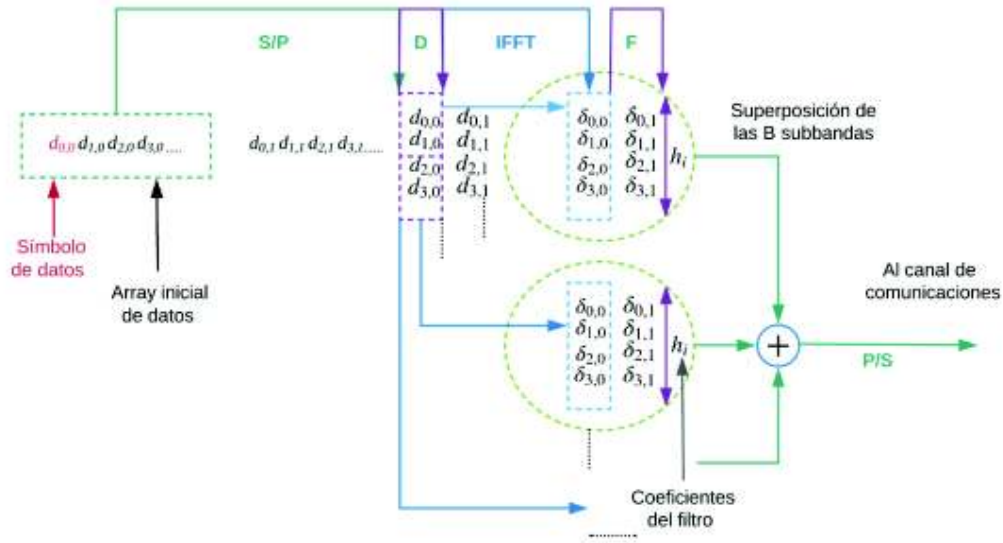 S/P D IFFT F
d0,0 d1,0 d2,0 d3,0 .... d0,1 d1,1 d2,1 d3,1.....
d0,0 d0,1
d1,0 d1,1
d2,0 d2,1
d3,0 d3,1
δ0,0 δ0,1
δ1,0 δ1,1
δ2,0 δ2,1
δ3,0 δ3,1
hi
Superposición de
las B subbandas
Símbolo
de datos
Array inicial
de datos
δ0,0 δ0,1
δ1,0 δ1,1
δ2,0 δ2,1
δ3,0 δ3,1
hi
+
Al canal de
comunicaciones
P/S
Coeficientes
del filtro